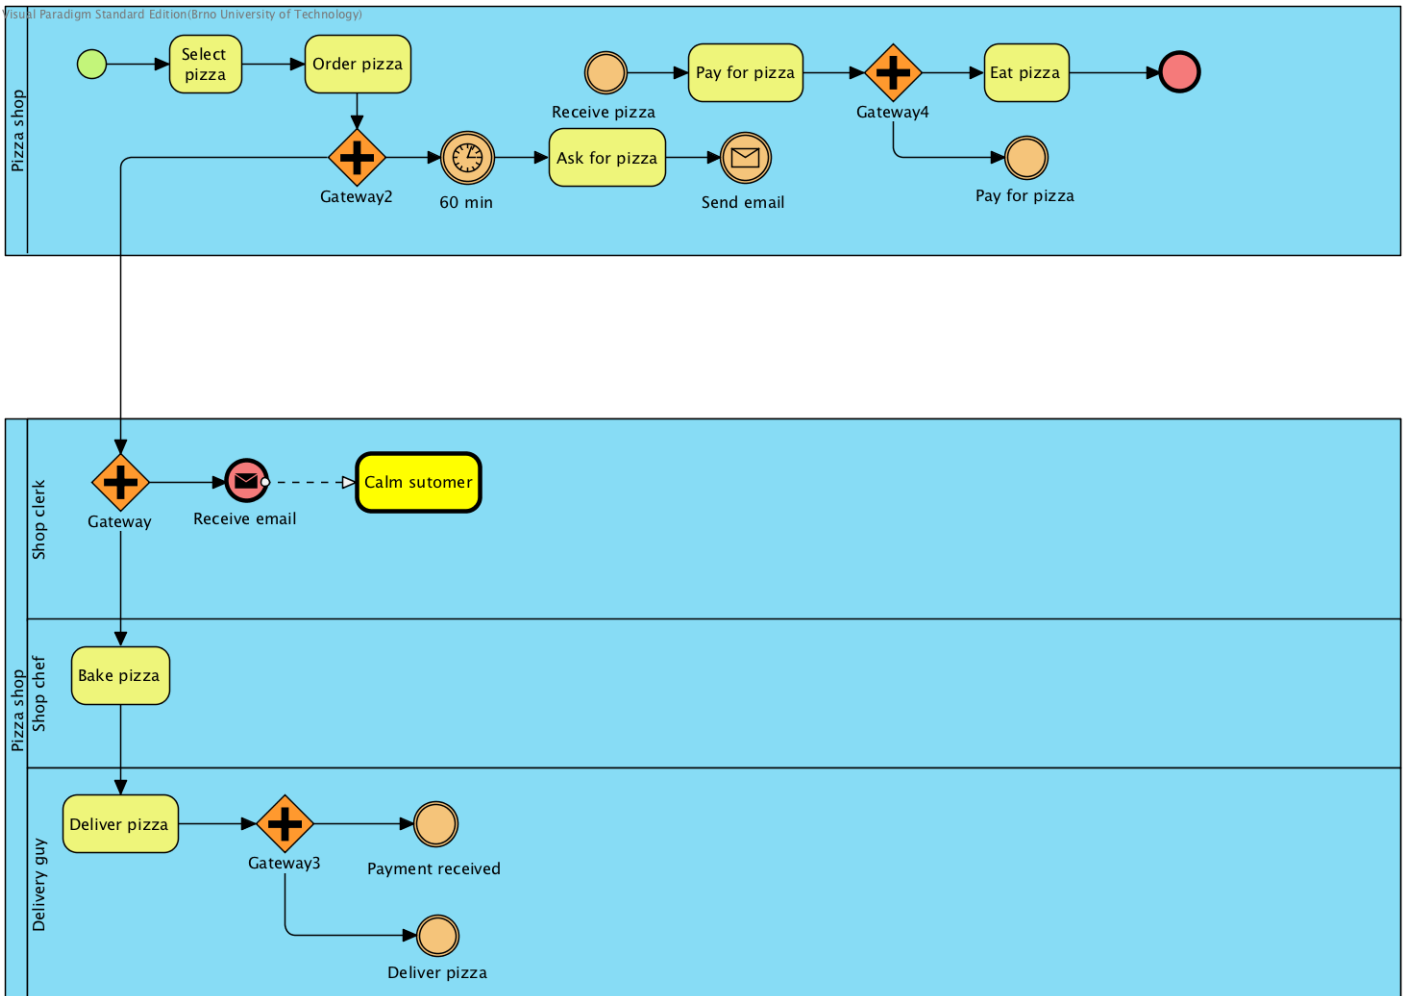 Visual Paradigm Standard Edition(Brno University of Technology)
Pizza shop
Select
pizza
Order pizza
Receive pizza
Pay for pizza
Gateway4
Eat pizza
Gateway2
60 min
Ask for pizza
Send email
Pay for pizza
Pizza shop
Shop clerk
Gateway
Receive email
Calm sutomer
Shop chef
Bake pizza
Delivery guy
Deliver pizza
Gateway3
Payment received
Deliver pizza